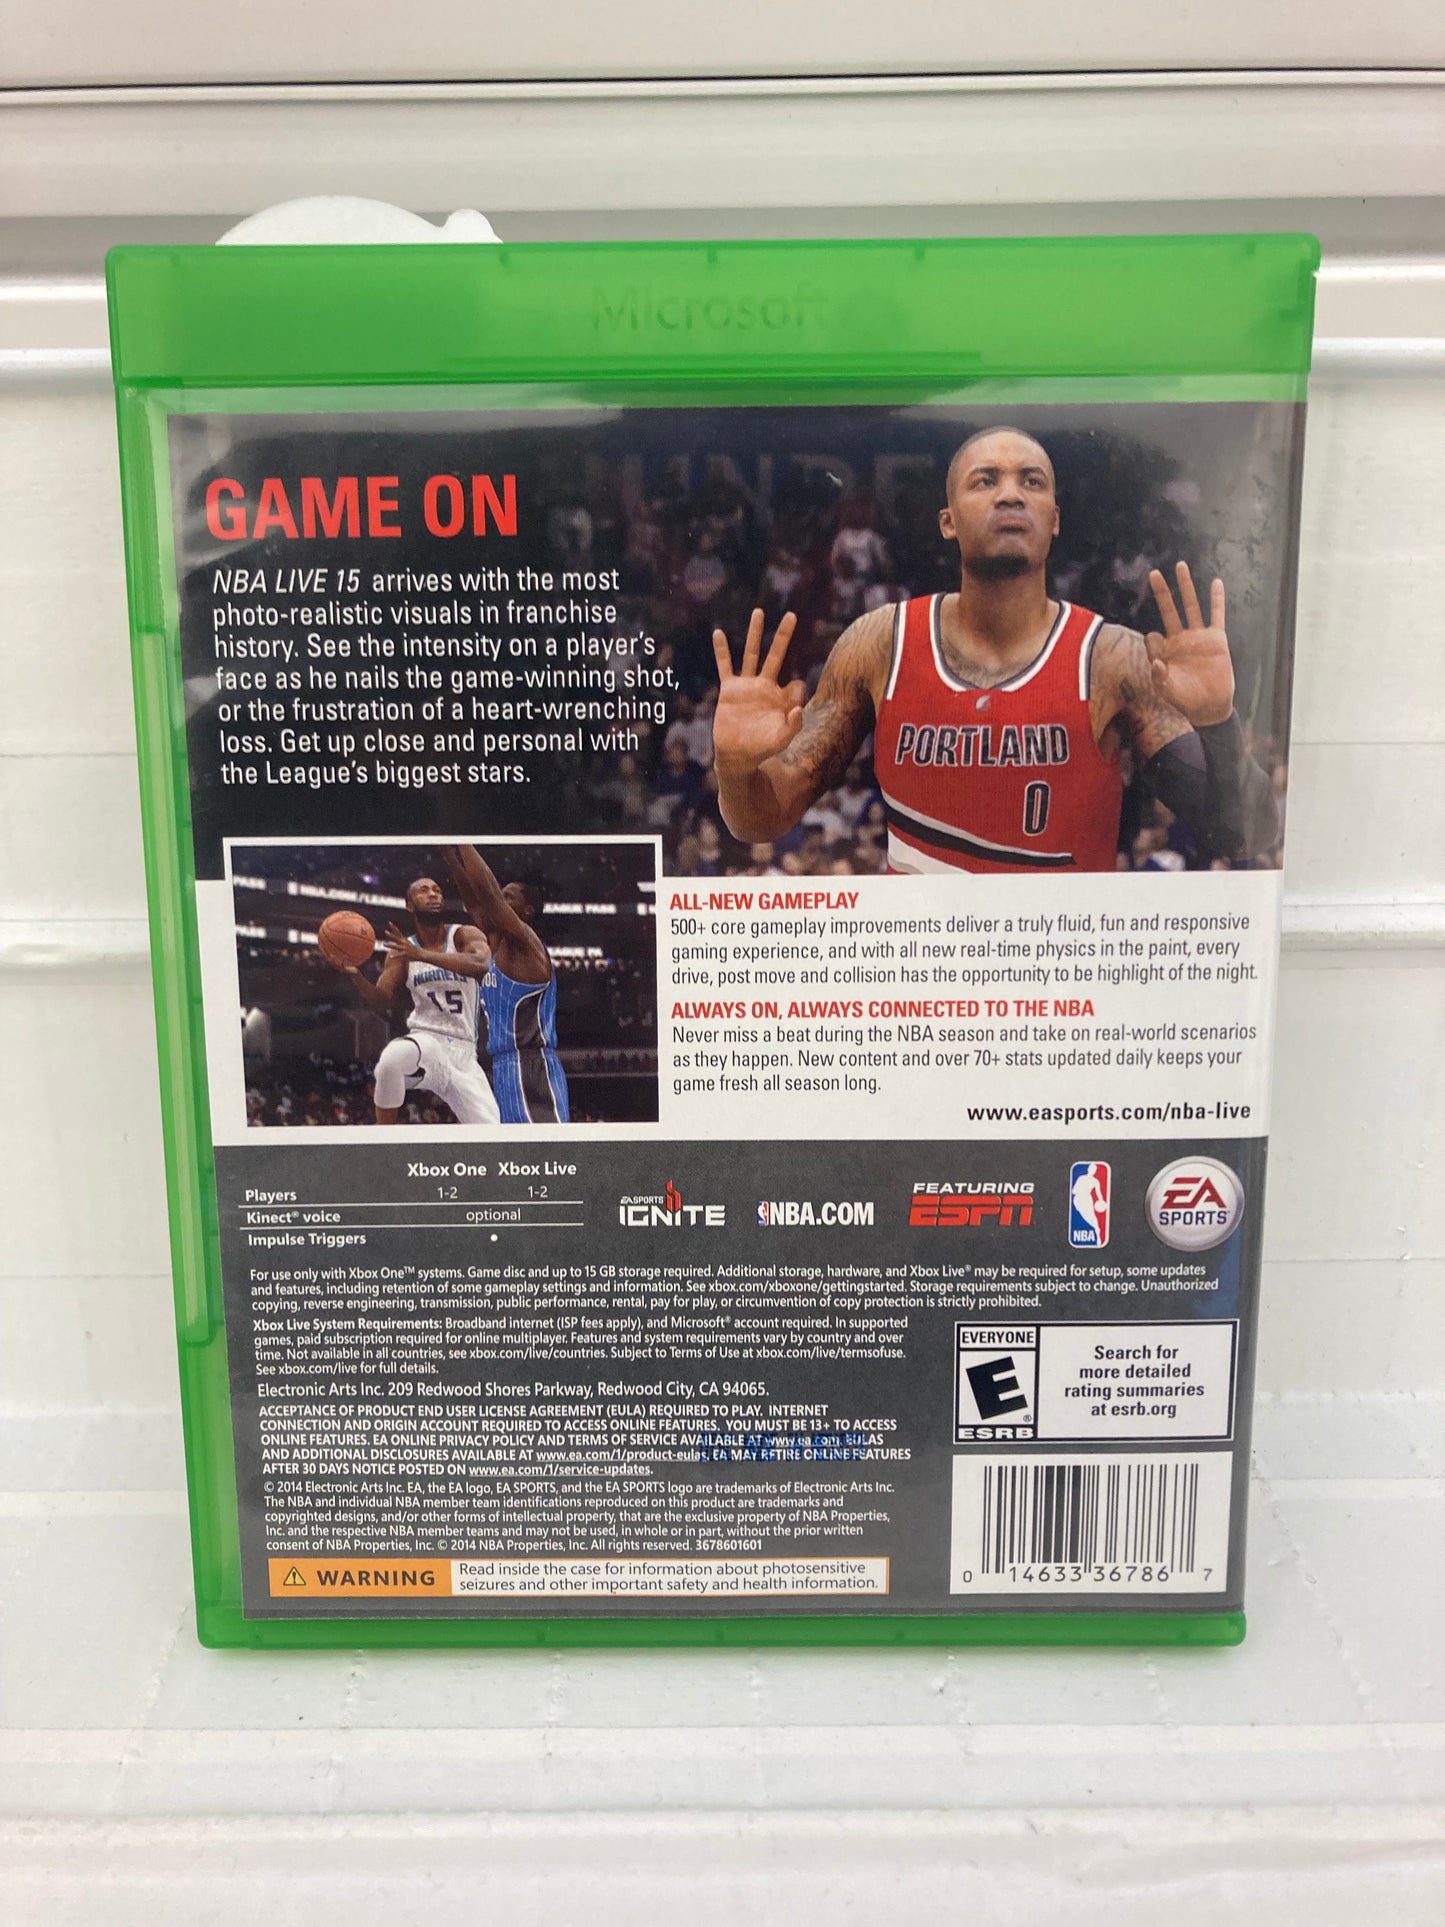 Microsoft
GAME ON
NBA LIVE 15 arrives with the most
photo-realistic visuals in franchise
history. See the intensity on a player's
face as he nails the game-winning shot,
or the frustration of a heart-wrenching
loss. Get up close and personal with
the League's biggest stars.
PORTLAND
0
HORNETS
15
ALL-NEW GAMEPLAY
500+ core gameplay improvements deliver a truly fluid, fun and responsive
gaming experience, and with all new real-time physics in the paint, every
drive, post move and collision has the opportunity to be highlight of the night.
ALWAYS ON, ALWAYS CONNECTED TO THE NBA
Never miss a beat during the NBA season and take on real-world scenarios
as they happen. New content and over 70+ stats updated daily keeps your
game fresh all season long.
www.easports.com/nba-live
Xbox One Xbox Live
Players 1-2 1-2
Kinect® voice optional
Impulse Triggers •
EA SPORTS
IGNITE
NBA.COM
FEATURING
ESPN
NBA
EA
SPORTS
For use only with Xbox One™ systems. Game disc and up to 15 GB storage required. Additional storage, hardware, and Xbox Live® may be required for setup, some updates
and features, including retention of some gameplay settings and information. See xbox.com/xboxone/gettingstarted. Storage requirements subject to change. Unauthorized
copying, reverse engineering, transmission, public performance, rental, pay for play, or circumvention of copy protection is strictly prohibited.
Xbox Live System Requirements: Broadband internet (ISP fees apply), and Microsoft® account required. In supported
games, paid subscription required for online multiplayer. Features and system requirements vary by country and over
time. Not available in all countries, see xbox.com/live/countries. Subject to Terms of Use at xbox.com/live/termsofuse.
See xbox.com/live for full details.
Electronic Arts Inc. 209 Redwood Shores Parkway, Redwood City, CA 94065.
ACCEPTANCE OF PRODUCT END USER LICENSE AGREEMENT (EULA) REQUIRED TO PLAY. INTERNET
CONNECTION AND ORIGIN ACCOUNT REQUIRED TO ACCESS ONLINE FEATURES. YOU MUST BE 13+ TO ACCESS
ONLINE FEATURES. EA ONLINE PRIVACY POLICY AND TERMS OF SERVICE AVAILABLE AT www.ea.com. EULAS
AND ADDITIONAL DISCLOSURES AVAILABLE AT www.ea.com/1/product-eulas. EA MAY RETIRE ONLINE FEATURES
AFTER 30 DAYS NOTICE POSTED ON www.ea.com/1/service-updates.
© 2014 Electronic Arts Inc. EA, the EA logo, EA SPORTS, and the EA SPORTS logo are trademarks of Electronic Arts Inc.
The NBA and individual NBA member team identifications reproduced on this product are trademarks and
copyrighted designs, and/or other forms of intellectual property, that are the exclusive property of NBA Properties,
Inc. and the respective NBA member teams and may not be used, in whole or in part, without the prior written
consent of NBA Properties, Inc. © 2014 NBA Properties, Inc. All rights reserved. 3678601601
WARNING
Read inside the case for information about photosensitive
seizures and other important safety and health information.
EVERYONE
E
®
ESRB
Search for
more detailed
rating summaries
at esrb.org
0 14633 36786 7